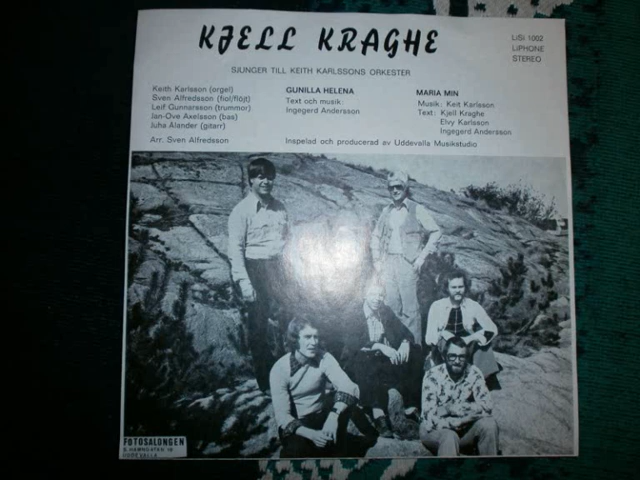 KJELL KRAGHE
LiSi 1002
LIPHONE
STEREO
SJUNGER TILL KEITH KARLSSONS ORKESTER
Keith Karlsson (orgel)
Sven Alfredsson (fiol/flöjt)
Leif Gunnarsson (trummor)
Jan-Ove Axelsson (bas)
Juha Alander (gitarr)
Arr. Sven Alfredsson
GUNILLA HELENA
Text och musik:
Ingegerd Andersson
MARIA MIN
Musik: Keit Karlsson
Text: Kjell Kraghe
Elvy Karlsson
Ingegerd Andersson
Inspelad och producerad av Uddevalla Musikstudio
FOTOSALONGEN
S. HAMNGATAN 10
UDDEVALLA